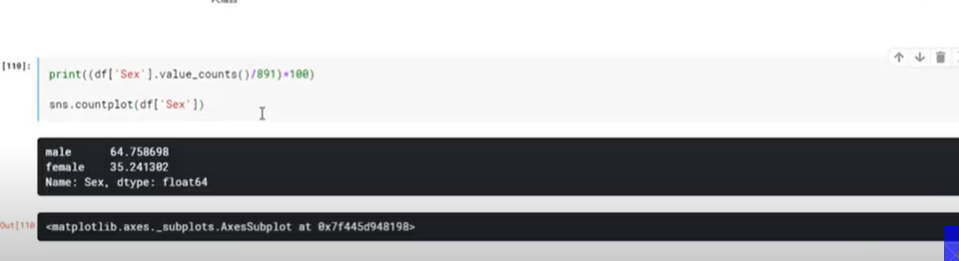 Pclass
[110]:
print((df['Sex'].value_counts()/891)*100)
sns.countplot(df['Sex'])
male 64.758698
female 35.241302
Name: Sex, dtype: float64
Out[110
<matplotlib.axes._subplots.AxesSubplot at 0x7f445d948198>